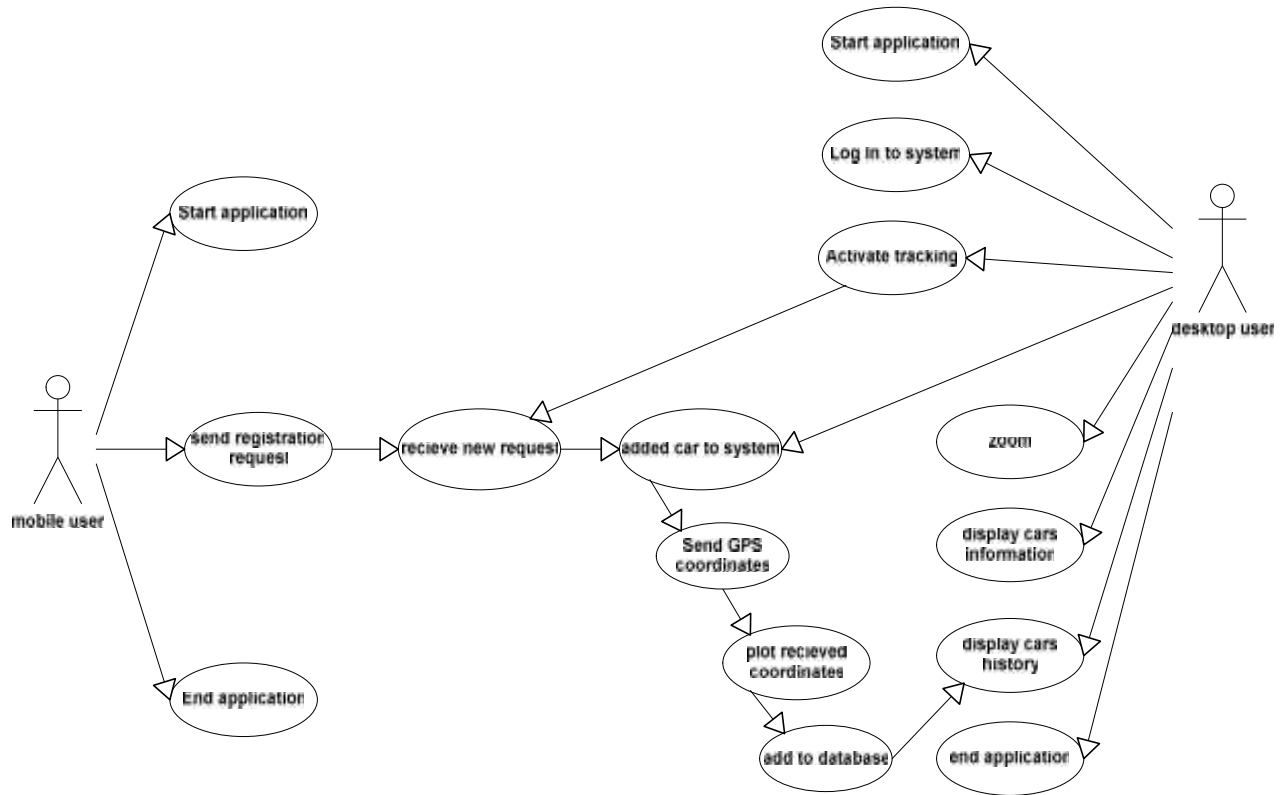 Start application
Log in to system
Start application
Activate tracking
desktop user
send registration
request
recieve new request
added car to system
zoom
mobile user
Send GPS
coordinates
display cars
information
plot recieved
coordinates
display cars
history
End application
add to database
end application